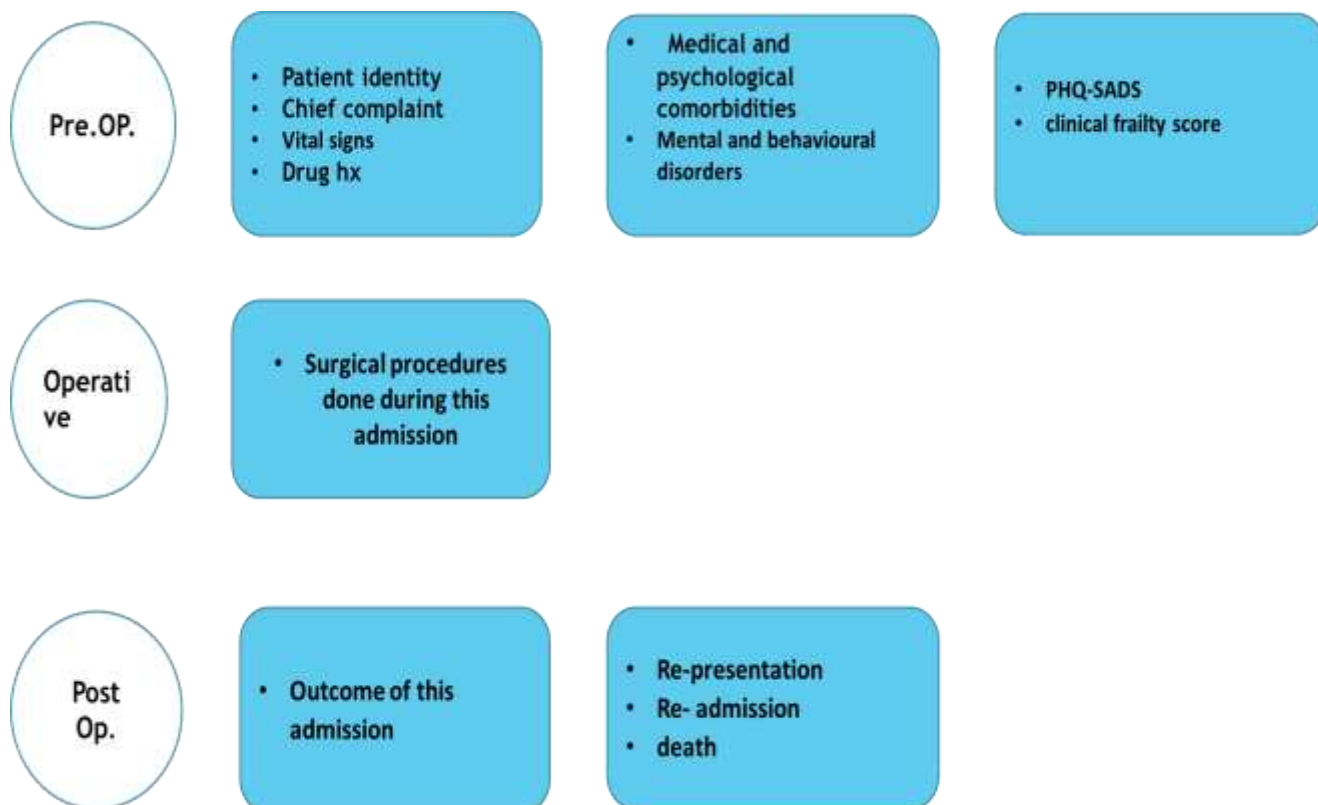 Pre.OP.
• Patient identity
• Chief complaint
• Vital signs
• Drug hx
• Medical and
psychological
comorbidities
• Mental and behavioural
disorders
• PHQ-SADS
• clinical frailty score
Operati
ve
• Surgical procedures
done during this
admission
Post
Op.
• Outcome of this
admission
• Re-presentation
• Re- admission
• death